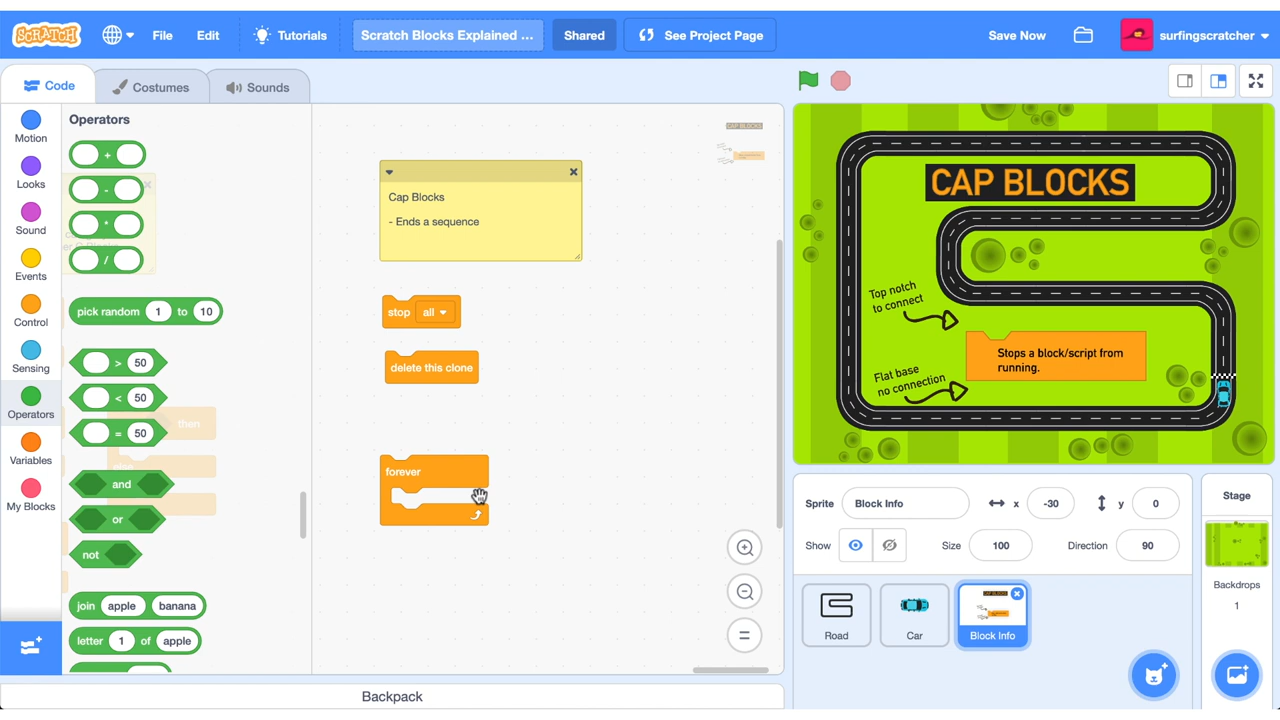 SCRATCH
File
Edit
Tutorials
Scratch Blocks Explained ...
Shared
See Project Page
Save Now
surfingscratcher
Code
Costumes
Sounds
Motion
Looks
Sound
Events
Control
Sensing
Operators
Variables
My Blocks
Operators
+
-
*
/
pick random 1 to 10
> 50
< 50
= 50
and
or
not
join apple banana
letter 1 of apple
then
else
Cap Blocks
- Ends a sequence
stop all
delete this clone
forever
CAP BLOCKS
Top notch
to connect
Stops a block/script from
running.
Flat base
no connection
Sprite Block Info x -30 y 0
Show Size 100 Direction 90
Road
Car
Block Info
Stage
Backdrops
1
Backpack